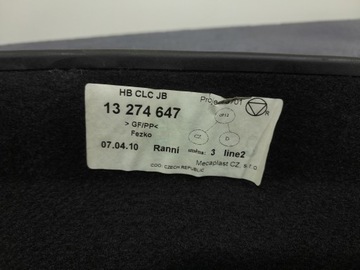 HB CLC JB
13 274 647
> GF/PP<
Fezko
07.04.10 Ranni 3 line2
Mecaplast CZ, s.r.o
COO: CZECH REPUBLIC
R